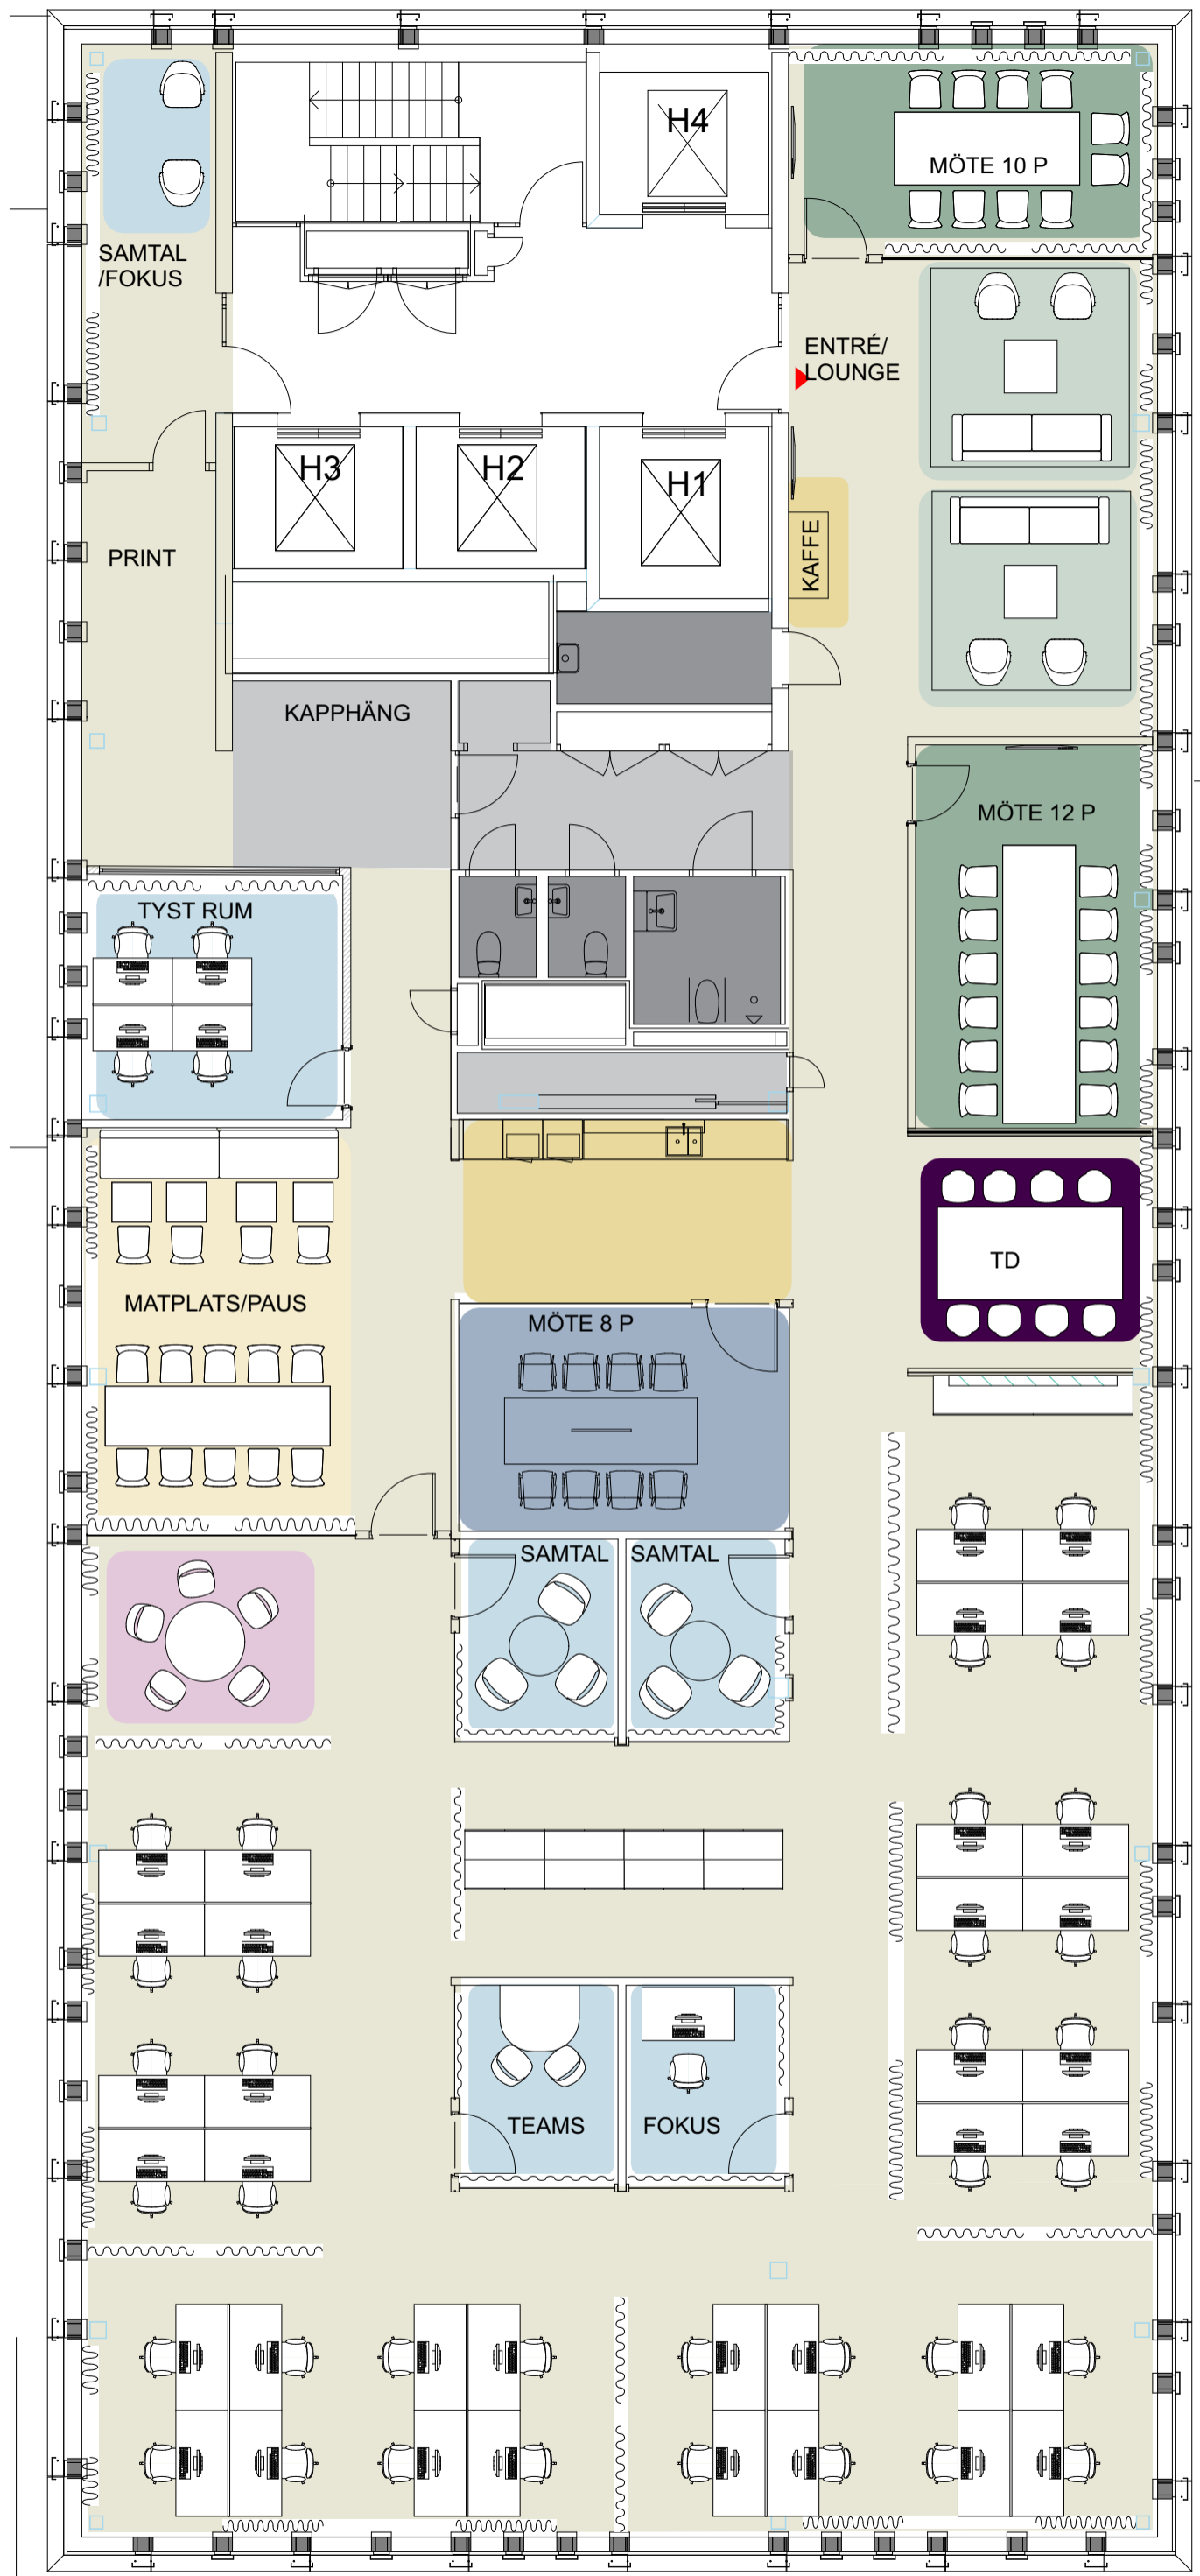 H4
MÖTE 10 P
SAMTAL
/FOKUS
ENTRÉ/
LOUNGE
H3
H2
H1
PRINT
KAFFE
KAPPHÄNG
MÖTE 12 P
TYST RUM
TD
MATPLATS/PAUS
MÖTE 8 P
SAMTAL
SAMTAL
TEAMS
FOKUS